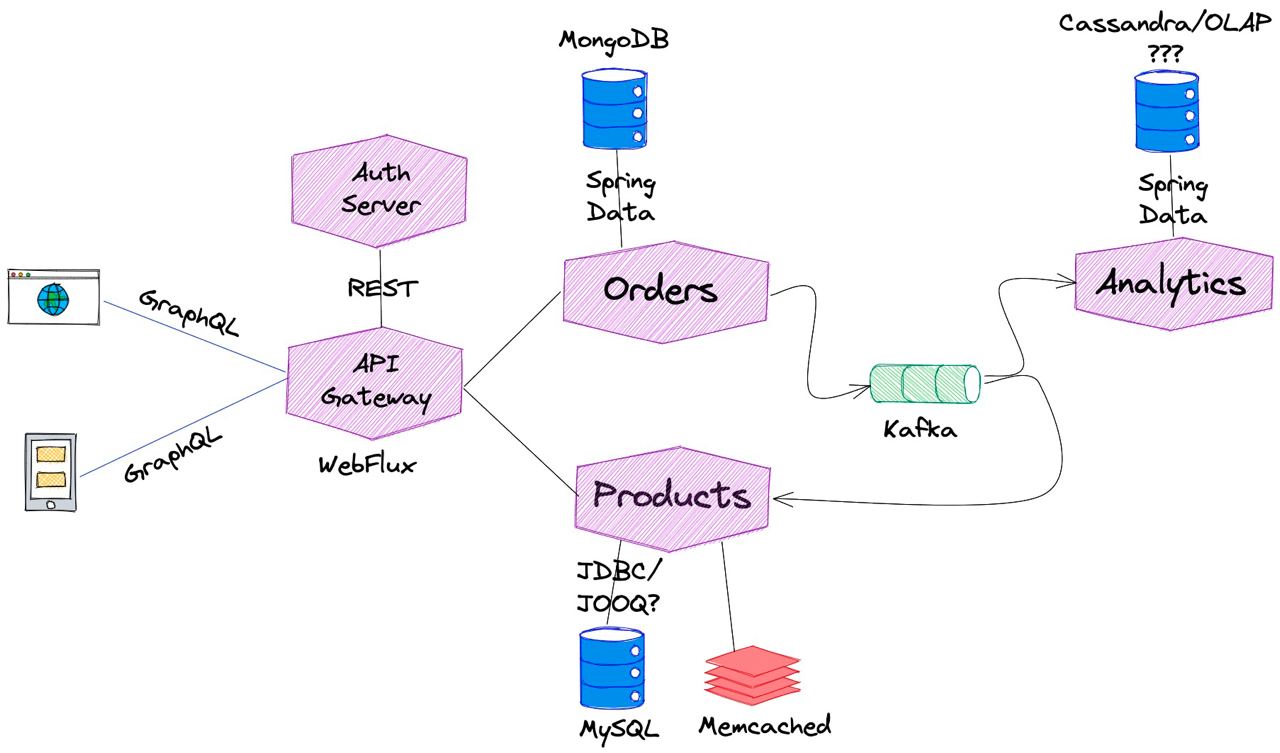 Cassandra/OLAP
???
MongoDB
Auth
Server
Spring
Data
Spring
Data
REST
Orders
Analytics
GraphQL
API
Gateway
GraphQL
WebFlux
Kafka
Products
JDBC/
JOOQ?
MySQL
Memcached